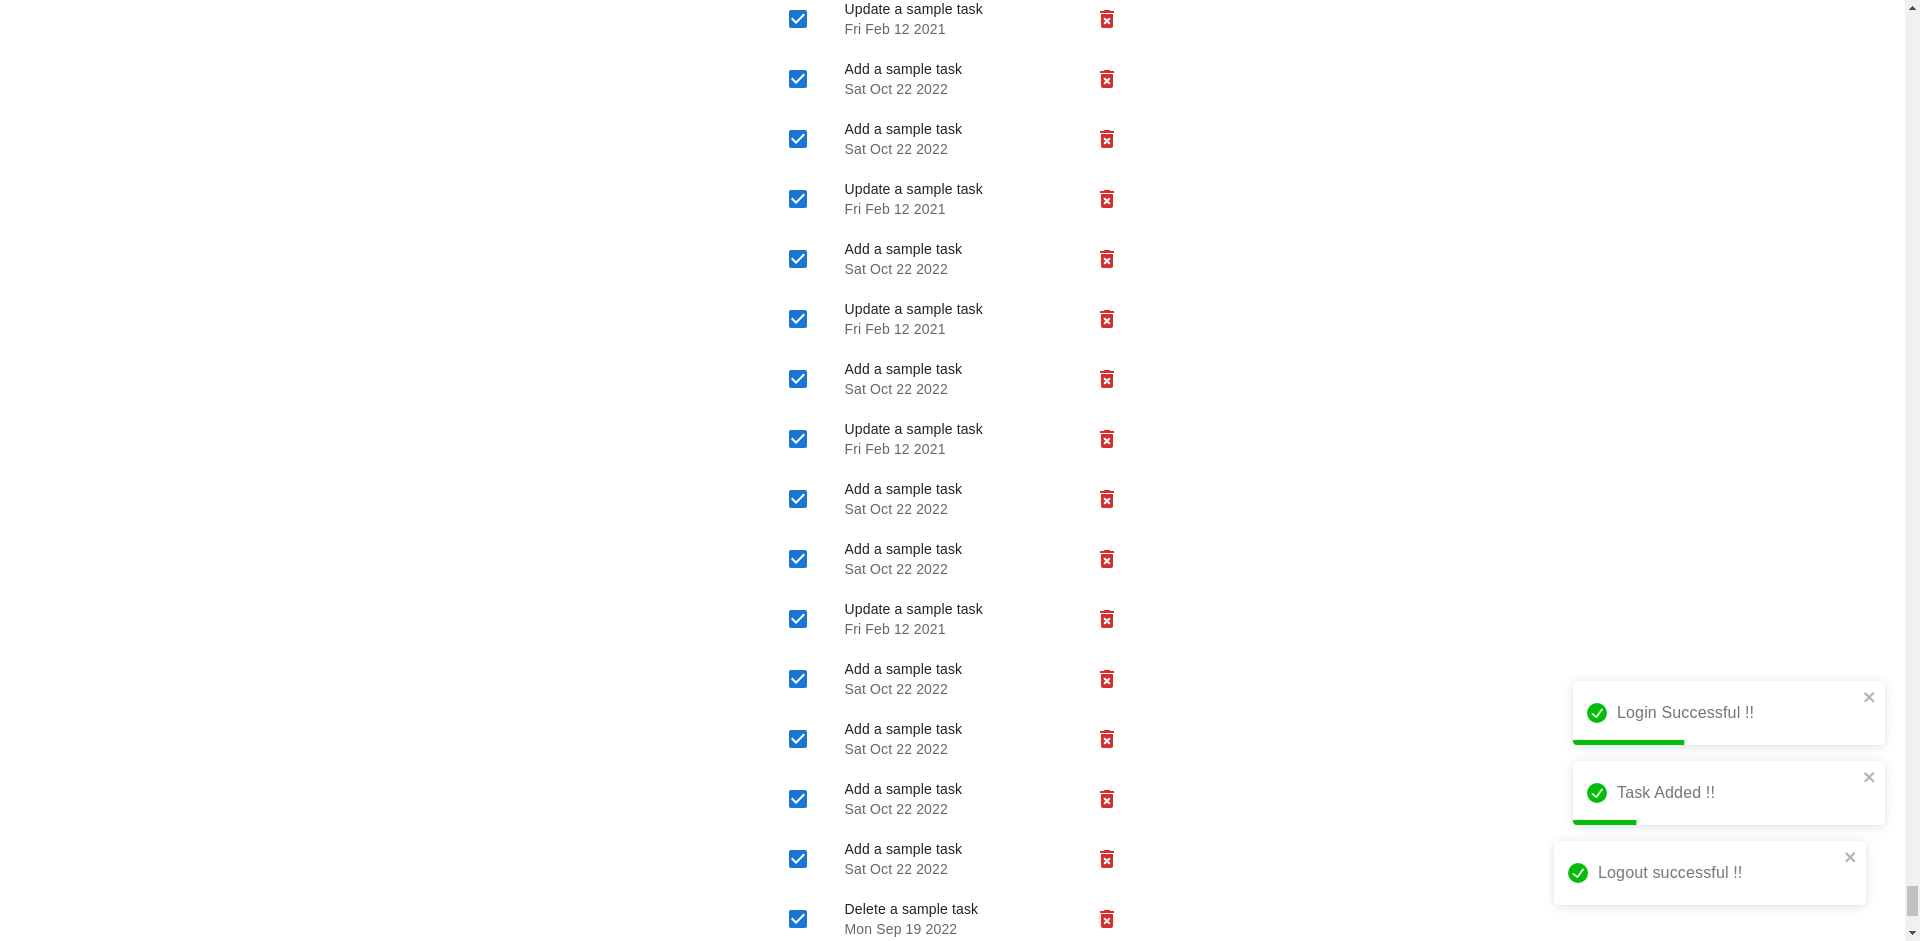 Update a sample task
Fri Feb 12 2021
Add a sample task
Sat Oct 22 2022
Add a sample task
Sat Oct 22 2022
Update a sample task
Fri Feb 12 2021
Add a sample task
Sat Oct 22 2022
Update a sample task
Fri Feb 12 2021
Add a sample task
Sat Oct 22 2022
Update a sample task
Fri Feb 12 2021
Add a sample task
Sat Oct 22 2022
Add a sample task
Sat Oct 22 2022
Update a sample task
Fri Feb 12 2021
Add a sample task
Sat Oct 22 2022
Add a sample task
Sat Oct 22 2022
Add a sample task
Sat Oct 22 2022
Add a sample task
Sat Oct 22 2022
Delete a sample task
Mon Sep 19 2022
Login Successful !!
Task Added !!
Logout successful !!